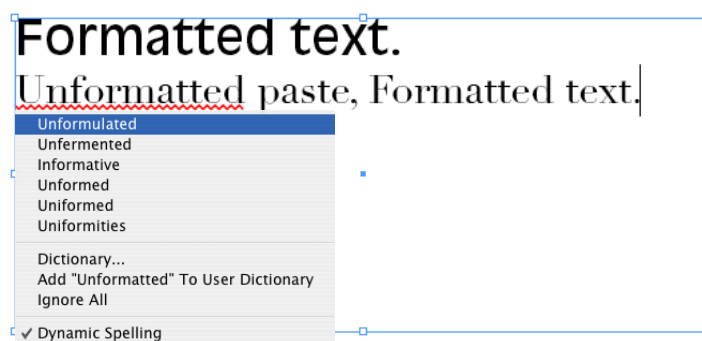 Formatted text.
Unformatted paste, Formatted text.
Unformulated
Unfermented
Informative
Unformed
Uniformed
Uniformities
Dictionary...
Add "Unformatted" To User Dictionary
Ignore All
✓ Dynamic Spelling